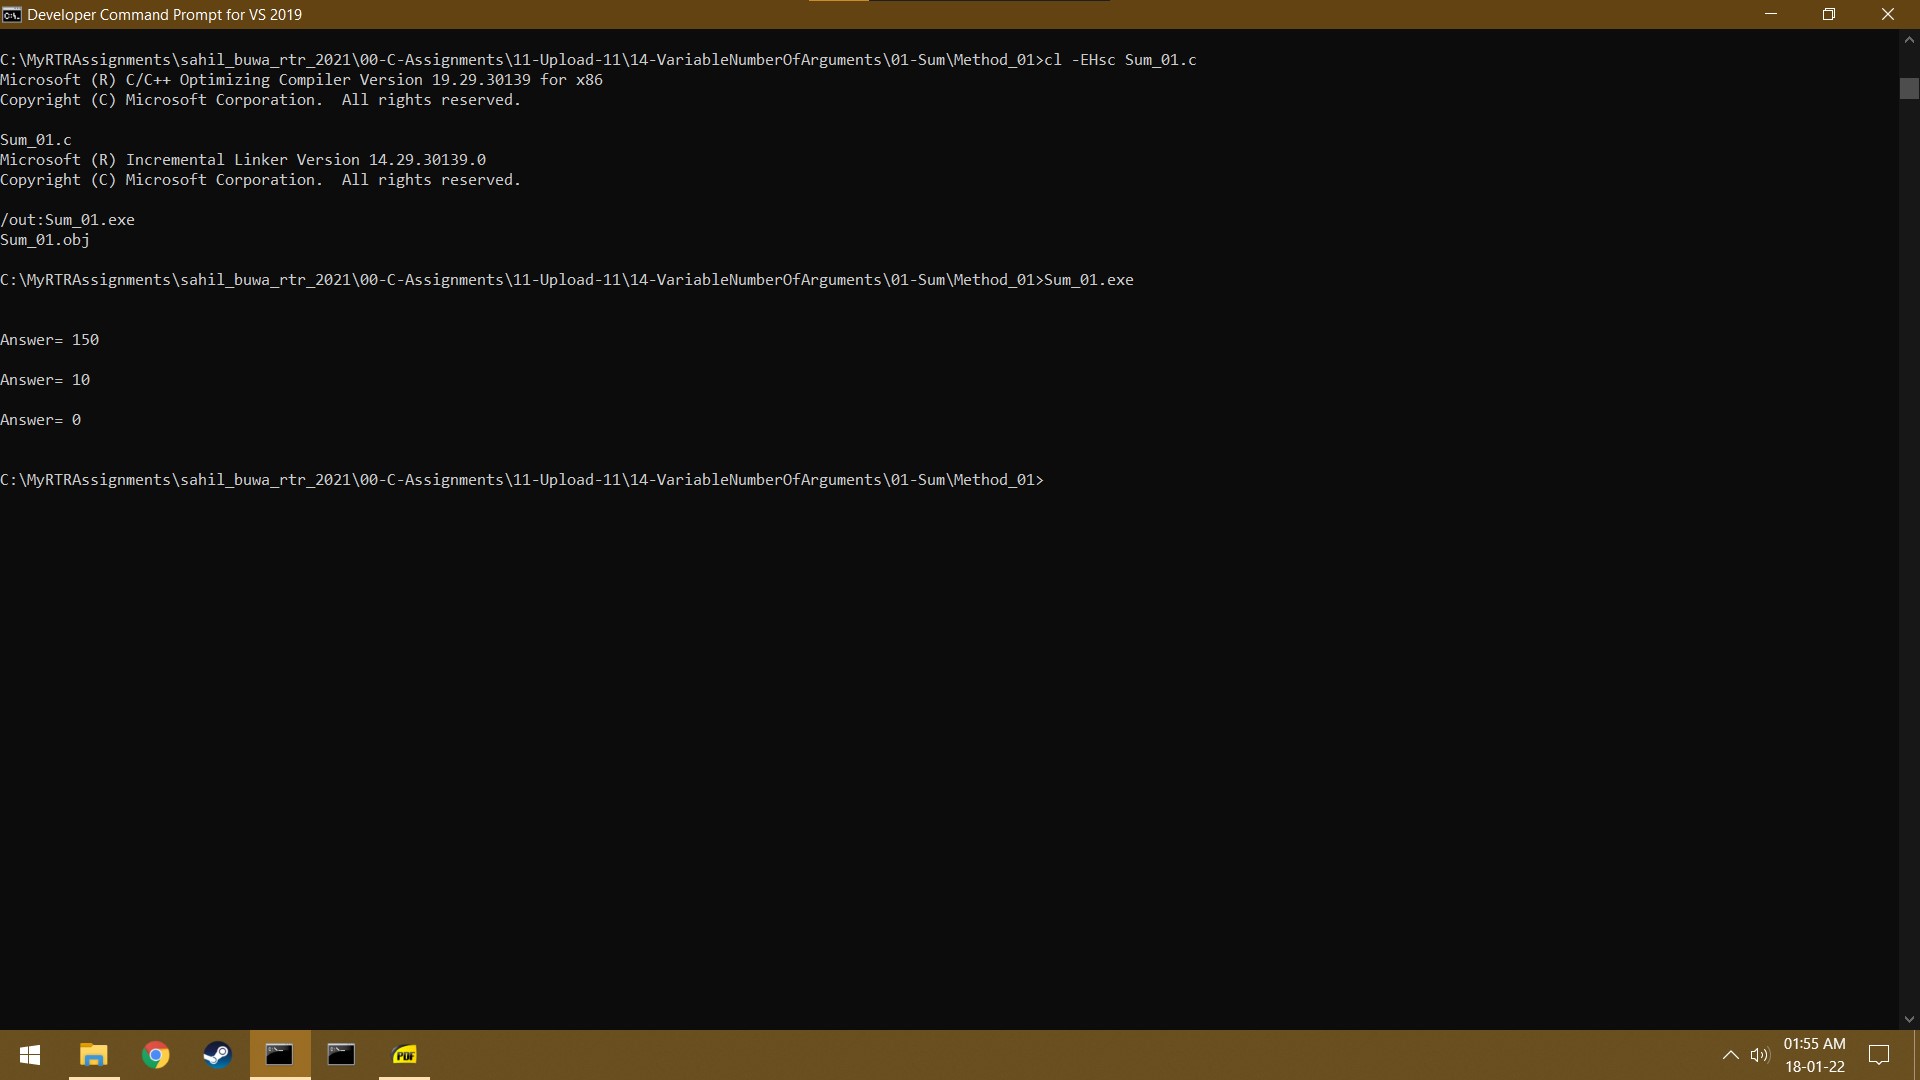 Developer Command Prompt for VS 2019
C:\MyRTRAssignments\sahil_buwa_rtr_2021\00-C-Assignments\11-Upload-11\14-VariableNumberOfArguments\01-Sum\Method_01>cl -EHsc Sum_01.c
Microsoft (R) C/C++ Optimizing Compiler Version 19.29.30139 for x86
Copyright (C) Microsoft Corporation.  All rights reserved.
Sum_01.c
Microsoft (R) Incremental Linker Version 14.29.30139.0
Copyright (C) Microsoft Corporation.  All rights reserved.
/out:Sum_01.exe
Sum_01.obj
C:\MyRTRAssignments\sahil_buwa_rtr_2021\00-C-Assignments\11-Upload-11\14-VariableNumberOfArguments\01-Sum\Method_01>Sum_01.exe
Answer= 150
Answer= 10
Answer= 0
C:\MyRTRAssignments\sahil_buwa_rtr_2021\00-C-Assignments\11-Upload-11\14-VariableNumberOfArguments\01-Sum\Method_01>
PDF
01:55 AM
18-01-22